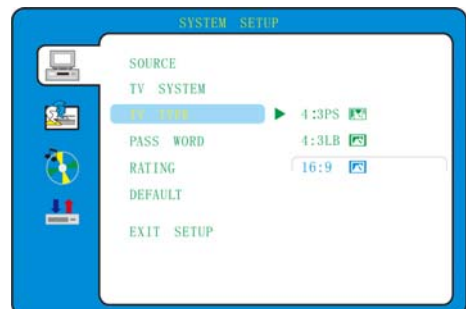 SYSTEM SETUP
SOURCE
TV SYSTEM
TV TYPE
4:3PS
PASS WORD
4:3LB
RATING
16:9
DEFAULT
EXIT SETUP